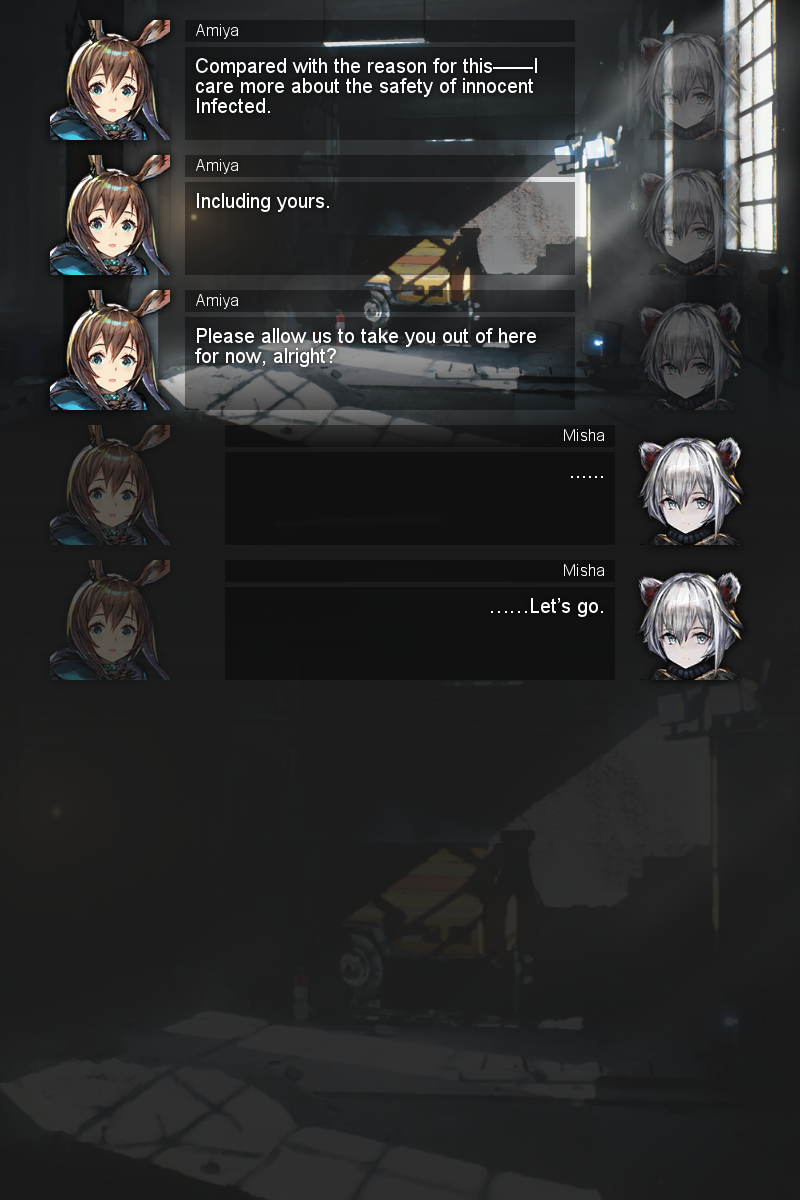 Amiya
Compared with the reason for this——I
care more about the safety of innocent
Infected.
Amiya
Including yours.
Amiya
Please allow us to take you out of here
for now, alright?
Misha
......
Misha
......Let's go.